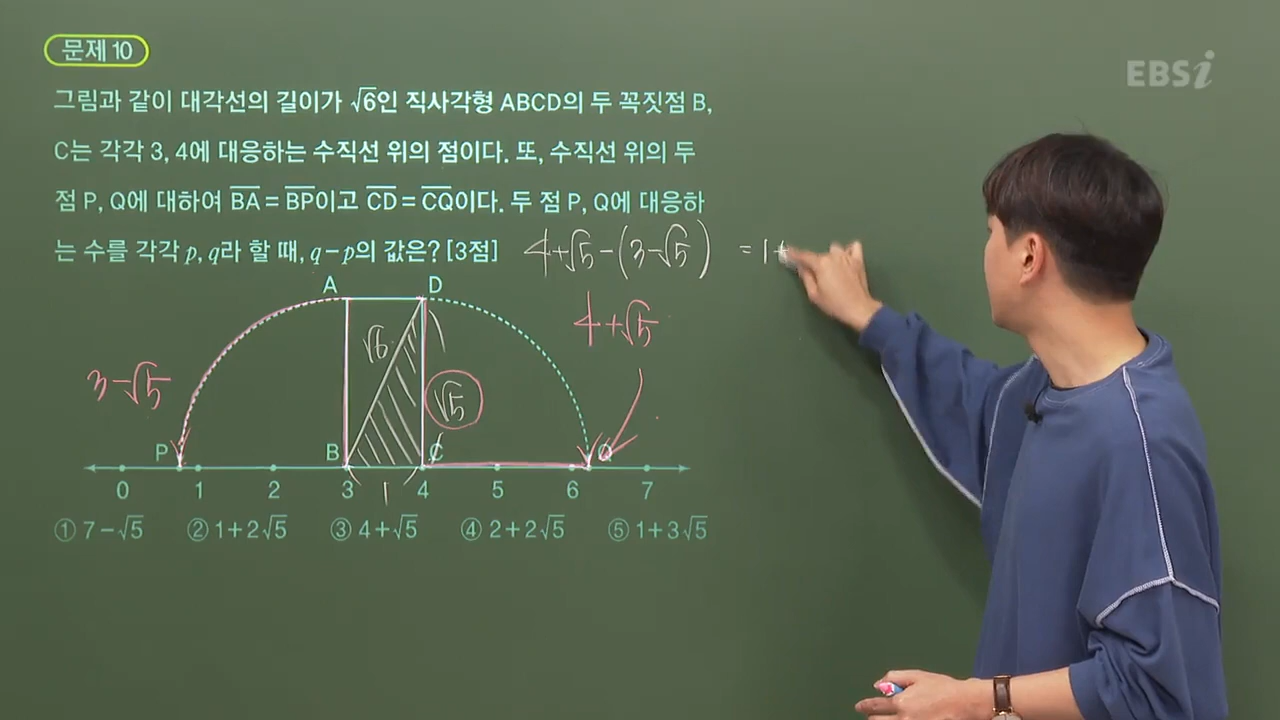 문제 10
EBSi
그림과 같이 대각선의 길이가 √6인 직사각형 ABCD의 두 꼭짓점 B,
C는 각각 3, 4에 대응하는 수직선 위의 점이다. 또, 수직선 위의 두
점 P, Q에 대하여 BA = BP이고 CD = CQ이다. 두 점 P, Q에 대응하
는 수를 각각 p, q라 할 때, q-p의 값은? [3점]
4+√5-(3-√5) = 1+
A D
√6
4+√5
3-√5
√5
P B C Q
0 1 2 3 4 5 6 7
1
① 7-√5 ② 1+2√5 ③ 4+√5 ④ 2+2√5 ⑤ 1+3√5